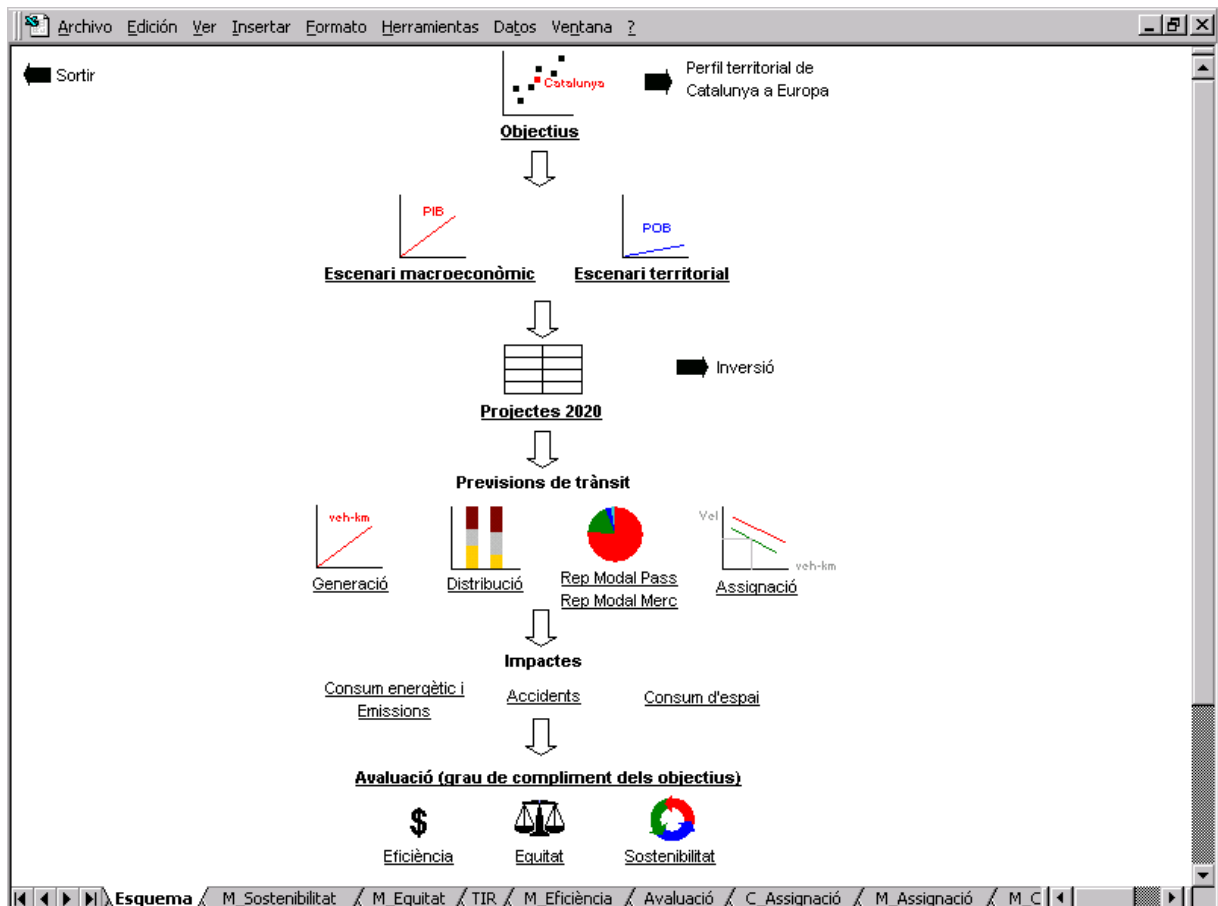 Archivo Edición Ver Insertar Formato Herramientas Datos Ventana ?
Sortir
Catalunya
Perfil territorial de
Catalunya a Europa
Objectius
PIB
POB
Escenari macroeconòmic
Escenari territorial
Inversió
Projectes 2020
Previsions de trànsit
veh-km
Vel
veh-km
Generació
Distribució
Rep Modal Pass
Rep Modal Merc
Assignació
Impactes
Consum energètic i
Emissions
Accidents
Consum d'espai
Avaluació (grau de compliment dels objectius)
$
Eficiència
Equitat
Sostenibilitat
Esquema M_Sostenibilitat M_Equitat TIR M_Eficiència Avaluació C_Assignació M_Assignació M_C